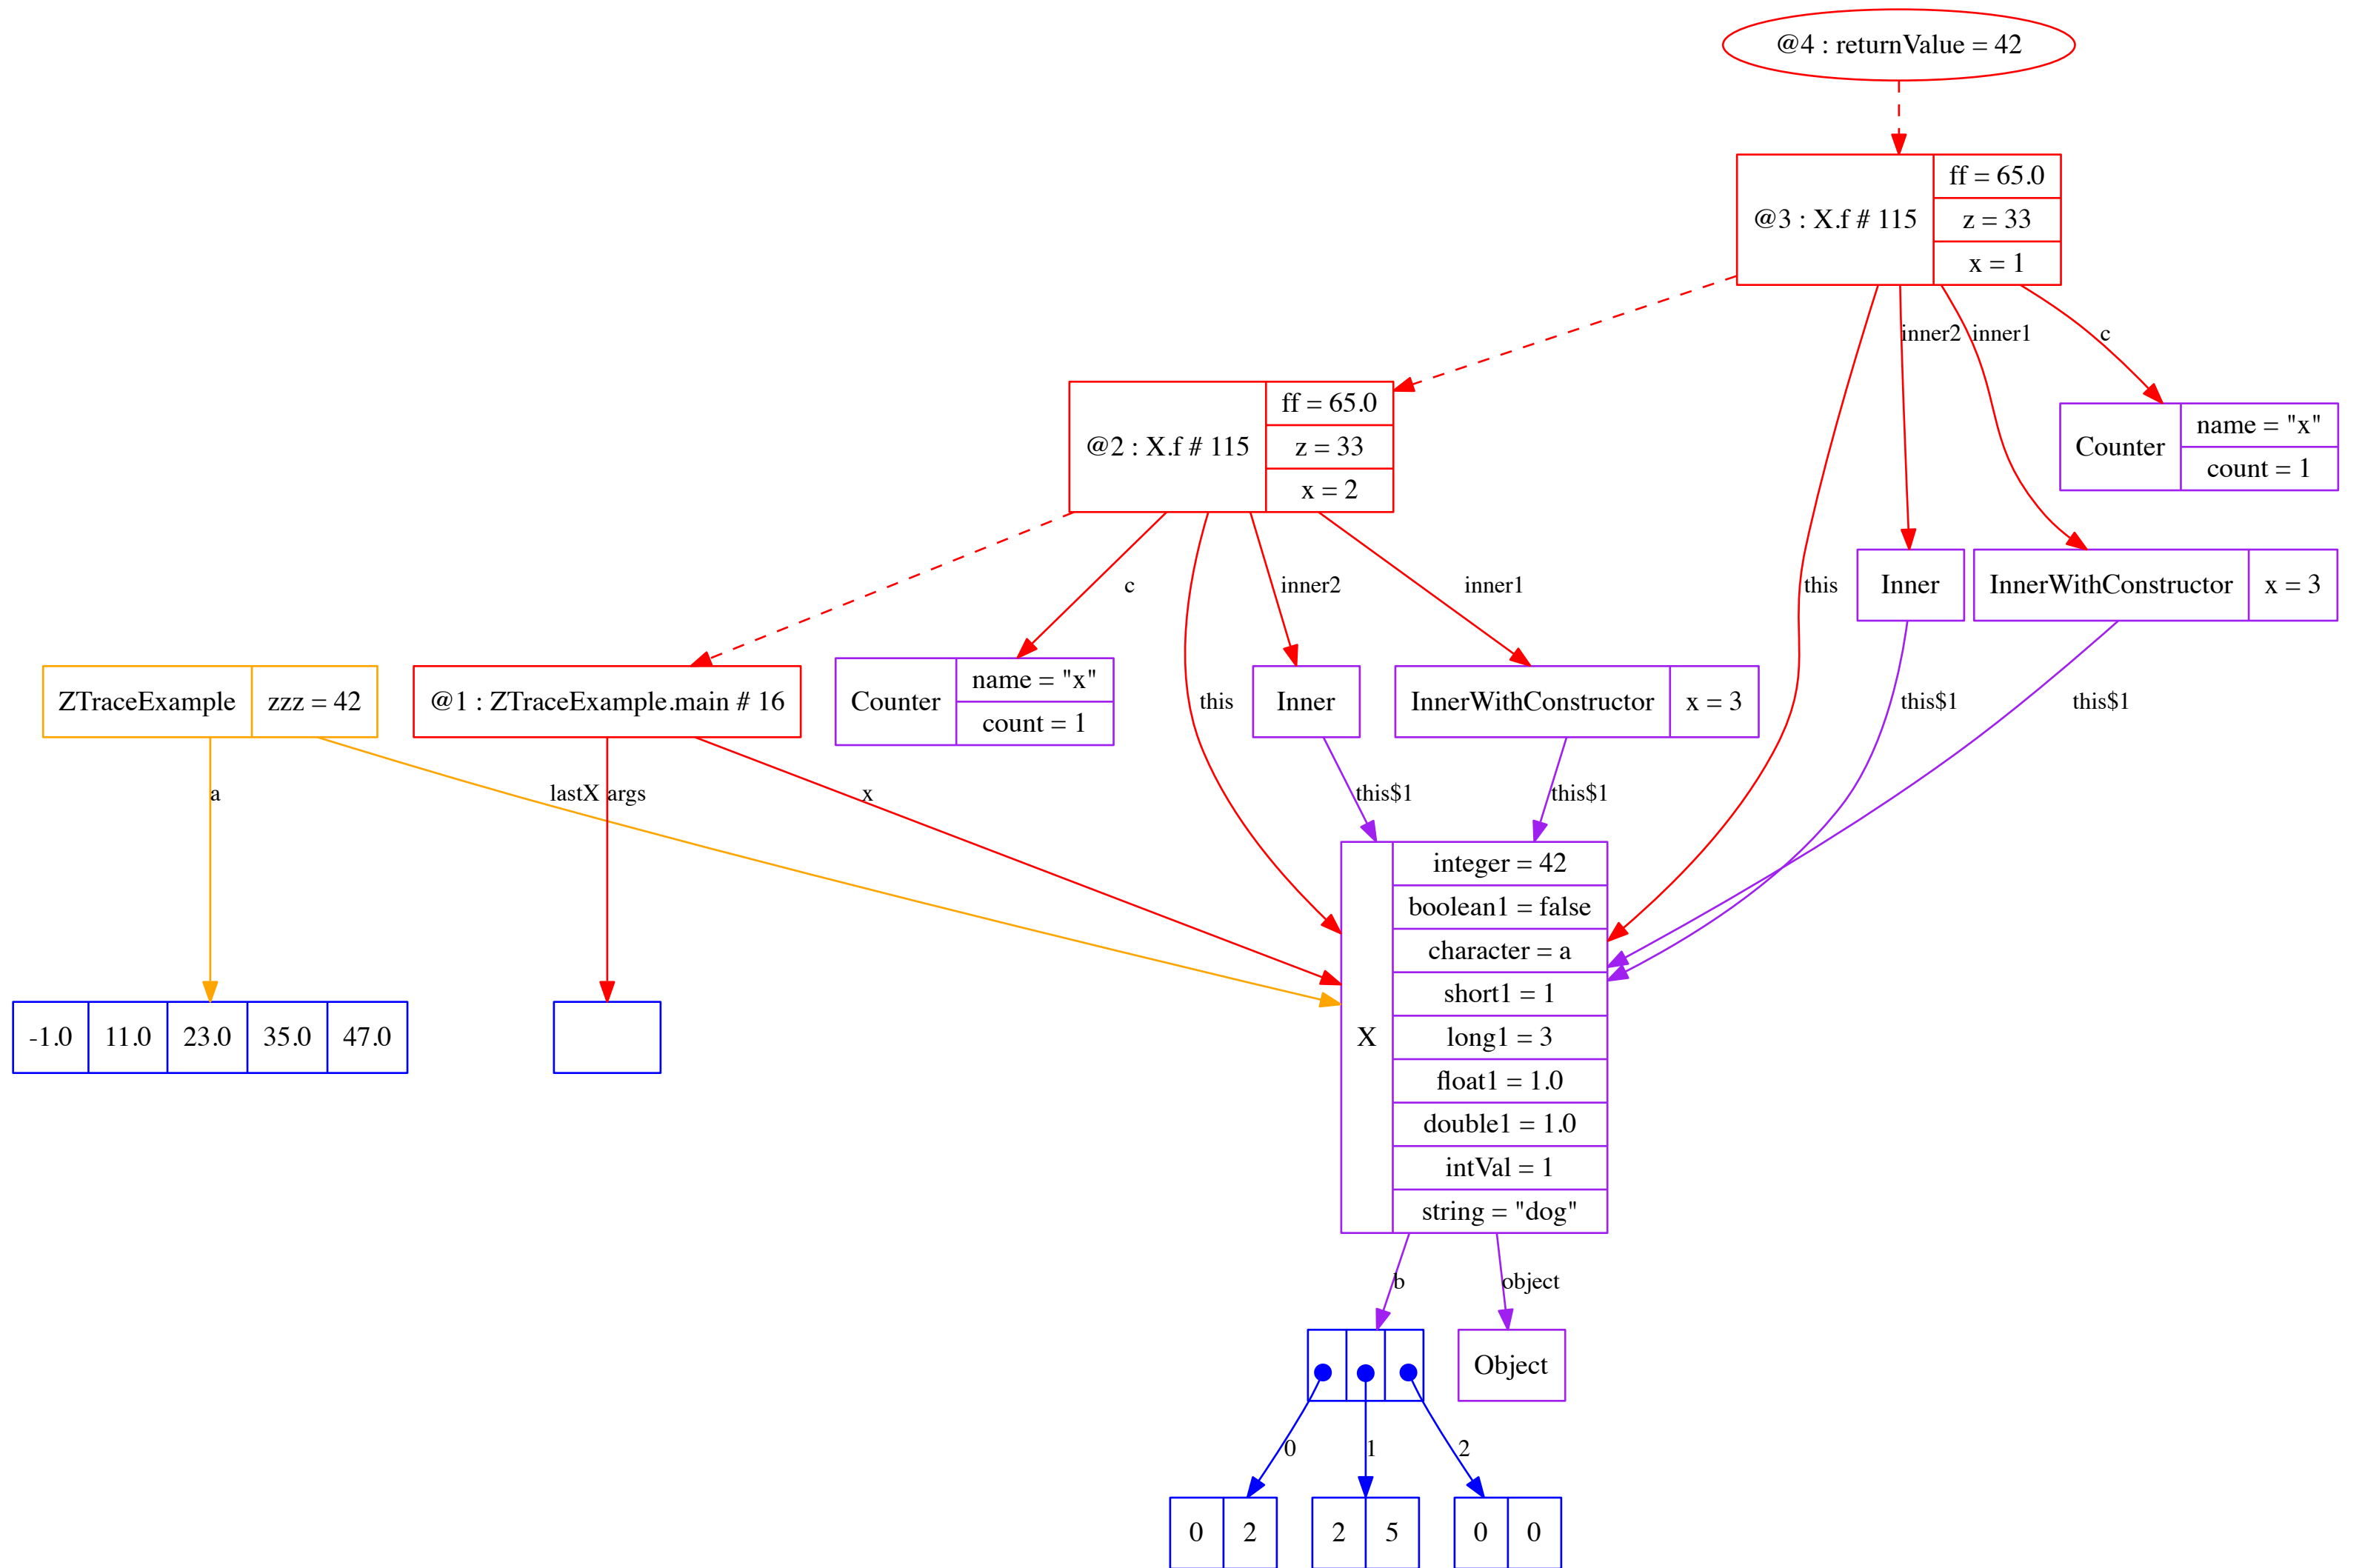 @4 : returnValue = 42
@3 : X.f # 115
ff = 65.0
z = 33
x = 1
inner2
inner1
c
@2 : X.f # 115
ff = 65.0
z = 33
x = 2
Counter
name = "x"
count = 1
c
inner2
inner1
this
Inner
InnerWithConstructor
x = 3
ZTraceExample
zzz = 42
@1 : ZTraceExample.main # 16
Counter
name = "x"
count = 1
this
Inner
InnerWithConstructor
x = 3
this$1
this$1
a
lastX
args
x
this$1
this$1
X
integer = 42
boolean1 = false
character = a
short1 = 1
long1 = 3
float1 = 1.0
double1 = 1.0
intVal = 1
string = "dog"
-1.0
11.0
23.0
35.0
47.0
b
object
Object
0
1
2
0
2
2
5
0
0